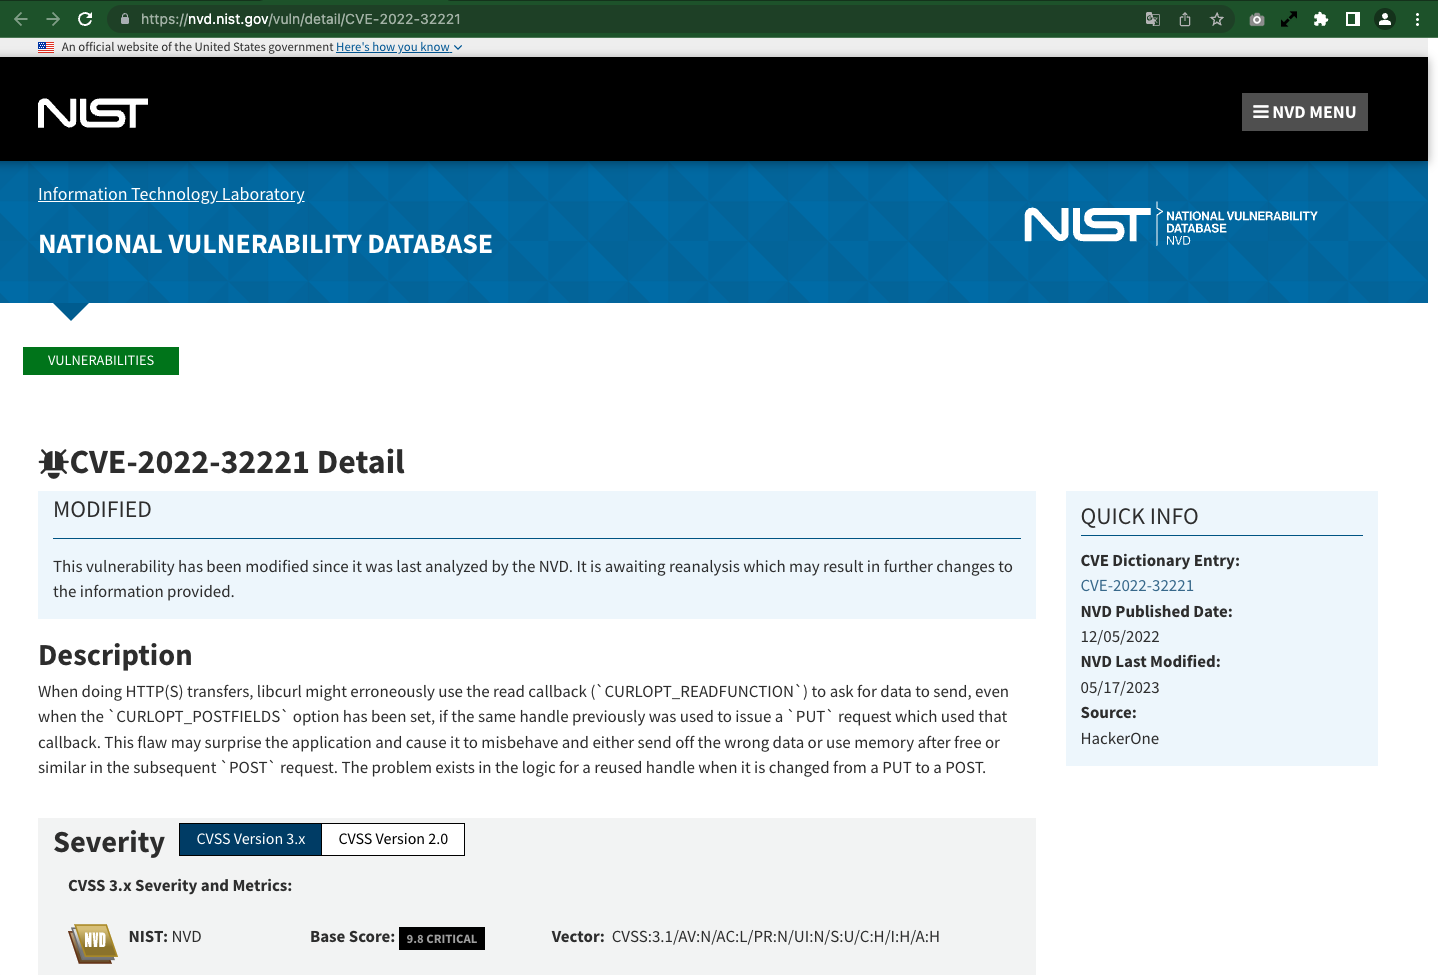 https://nvd.nist.gov/vuln/detail/CVE-2022-32221
An official website of the United States government Here's how you know
NIST
NVD MENU
Information Technology Laboratory
NATIONAL VULNERABILITY DATABASE
NIST
NATIONAL VULNERABILITY
DATABASE
NVD
VULNERABILITIES
CVE-2022-32221 Detail
MODIFIED
This vulnerability has been modified since it was last analyzed by the NVD. It is awaiting reanalysis which may result in further changes to
the information provided.
QUICK INFO
CVE Dictionary Entry:
CVE-2022-32221
NVD Published Date:
12/05/2022
NVD Last Modified:
05/17/2023
Source:
HackerOne
Description
When doing HTTP(S) transfers, libcurl might erroneously use the read callback (`CURLOPT_READFUNCTION`) to ask for data to send, even
when the `CURLOPT_POSTFIELDS` option has been set, if the same handle previously was used to issue a `PUT` request which used that
callback. This flaw may surprise the application and cause it to misbehave and either send off the wrong data or use memory after free or
similar in the subsequent `POST` request. The problem exists in the logic for a reused handle when it is changed from a PUT to a POST.
Severity
CVSS Version 3.x
CVSS Version 2.0
CVSS 3.x Severity and Metrics:
NVD
NIST: NVD
Base Score: 9.8 CRITICAL
Vector: CVSS:3.1/AV:N/AC:L/PR:N/UI:N/S:U/C:H/I:H/A:H